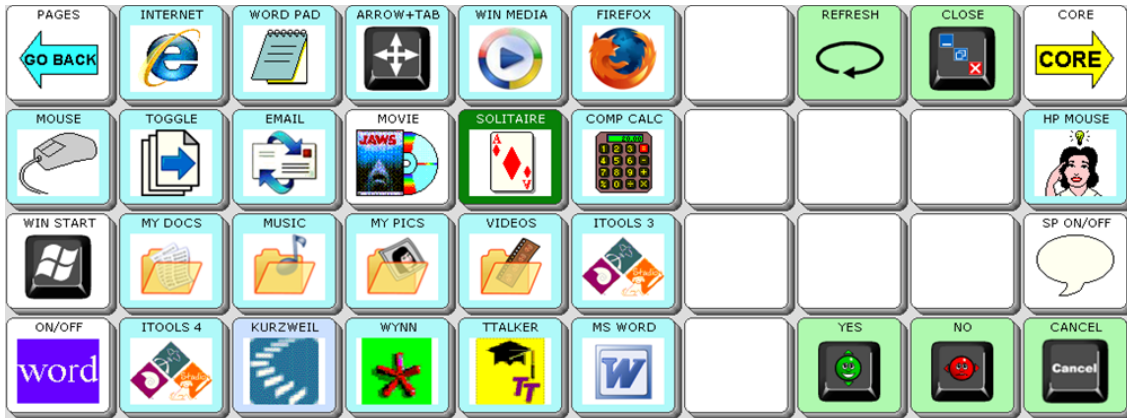 PAGES INTERNET WORD PAD ARROW+TAB WIN MEDIA FIREFOX REFRESH CLOSE CORE
GO BACK CORE
MOUSE TOGGLE EMAIL MOVIE SOLITAIRE COMP CALC HP MOUSE
JAWS A
A
WIN START MY DOCS MUSIC MY PICS VIDEOS ITOOLS 3 SP ON/OFF
Studio
ON/OFF ITOOLS 4 KURZWEIL WYNN TTALKER MS WORD YES NO CANCEL
word Studio TT W Cancel